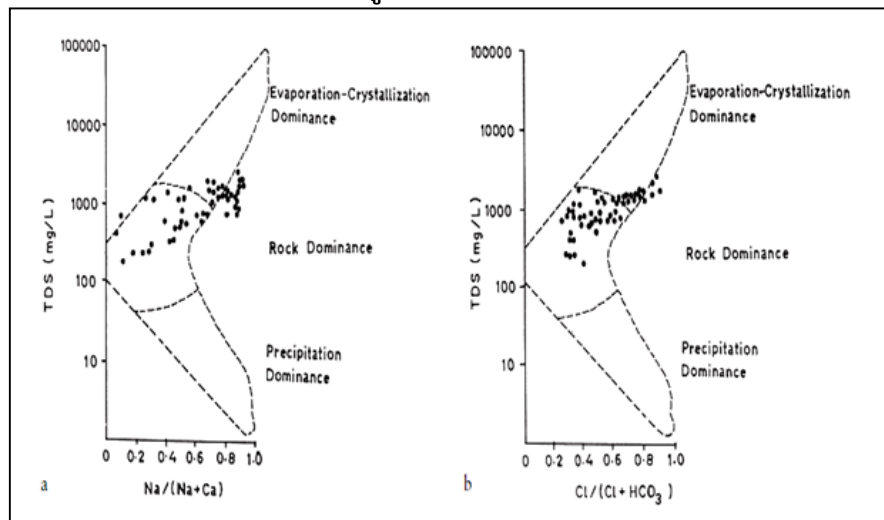 100000
10000
1000
100
10
TDS (mg/L)
0 0.2 0.4 0.6 0.8 1.0
Na/(Na+Ca)
a
Evaporation-Crystallization
Dominance
Rock Dominance
Precipitation
Dominance
100000
10000
1000
100
10
TDS (mg/L)
0 0.2 0.4 0.6 0.8 1.0
Cl/(Cl+HCO₃)
b
Evaporation-Crystallization
Dominance
Rock Dominance
Precipitation
Dominance